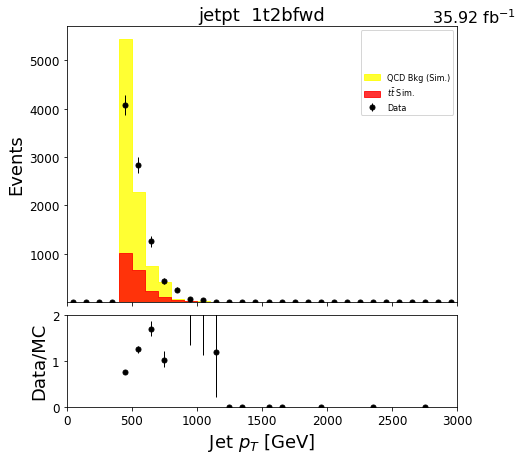 jetpt 1t2bfwd
35.92 fb⁻¹
Events
5000
4000
3000
2000
1000
QCD Bkg (Sim.)
tt̄ Sim.
Data
Data/MC
2
1
0
0 500 1000 1500 2000 2500 3000
Jet p_T [GeV]